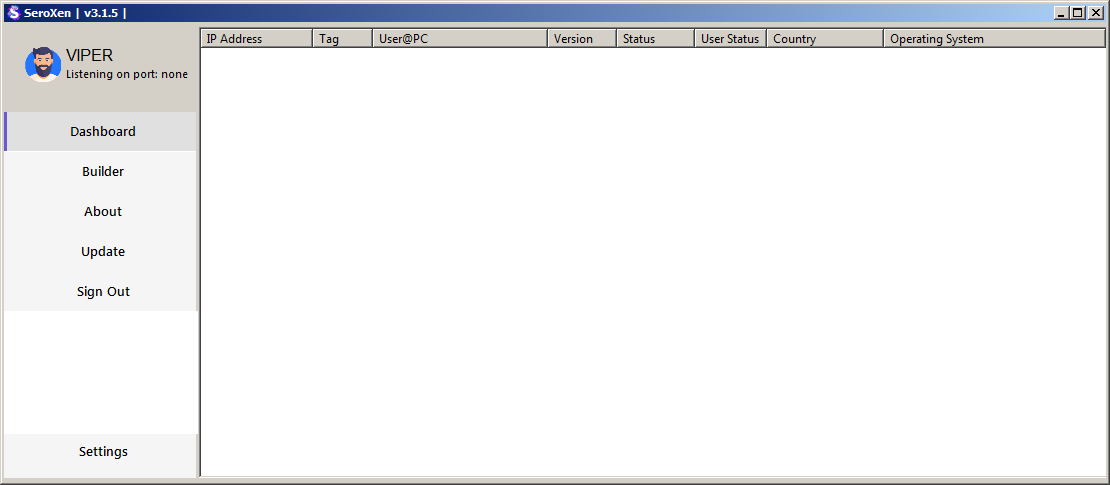 SeroXen | v3.1.5 |
VIPER
Listening on port: none
Dashboard
Builder
About
Update
Sign Out
Settings
IP Address Tag User@PC Version Status User Status Country Operating System